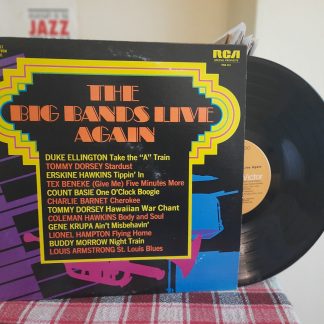 JAZZ
RCA
THE
BIG BANDS LIVE
AGAIN
DUKE ELLINGTON Take the "A" Train
TOMMY DORSEY Stardust
ERSKINE HAWKINS Tippin' In
TEX BENEKE (Give Me) Five Minutes More
COUNT BASIE One O'Clock Boogie
CHARLIE BARNET Cherokee
TOMMY DORSEY Hawaiian War Chant
COLEMAN HAWKINS Body and Soul
GENE KRUPA Ain't Misbehavin'
LIONEL HAMPTON Flying Home
BUDDY MORROW Night Train
LOUIS ARMSTRONG St. Louis Blues
Victor